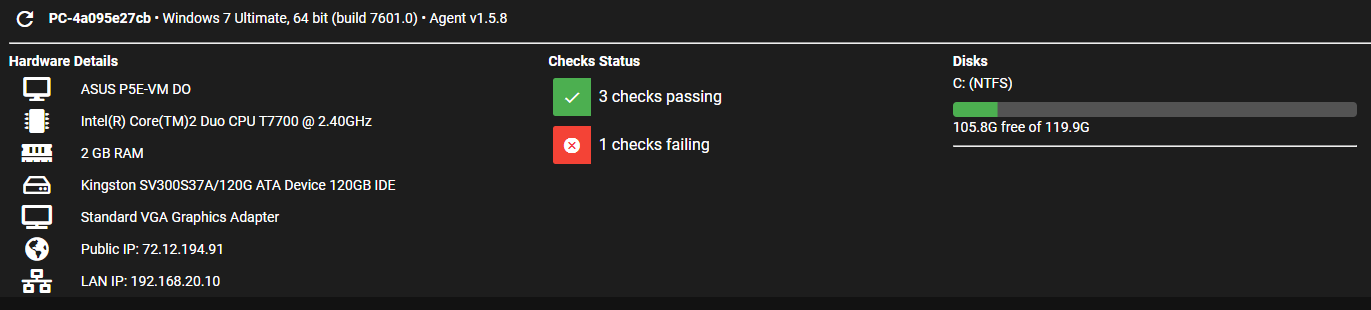 PC-4a095e27cb • Windows 7 Ultimate, 64 bit (build 7601.0) • Agent v1.5.8
Hardware Details
ASUS P5E-VM DO
Intel(R) Core(TM)2 Duo CPU T7700 @ 2.40GHz
2 GB RAM
Kingston SV300S37A/120G ATA Device 120GB IDE
Standard VGA Graphics Adapter
Public IP: 72.12.194.91
LAN IP: 192.168.20.10
Checks Status
3 checks passing
1 checks failing
Disks
C: (NTFS)
105.8G free of 119.9G